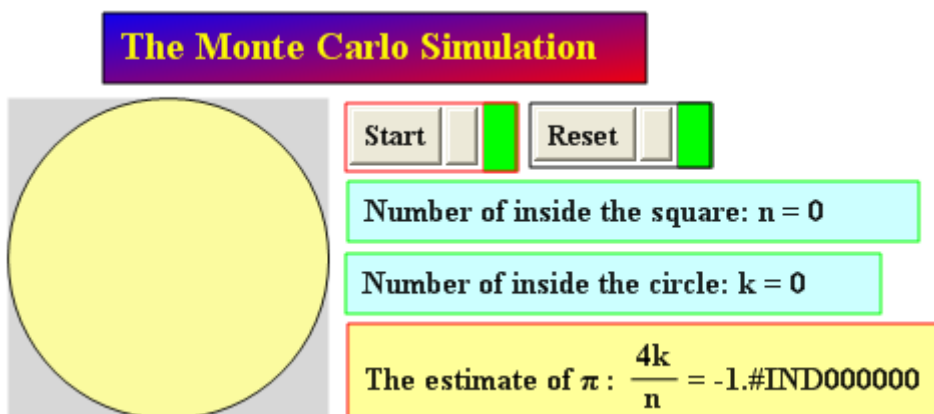 The Monte Carlo Simulation
Start Reset
Number of inside the square: n = 0
Number of inside the circle: k = 0
The estimate of π : 4k/n = -1.#IND000000